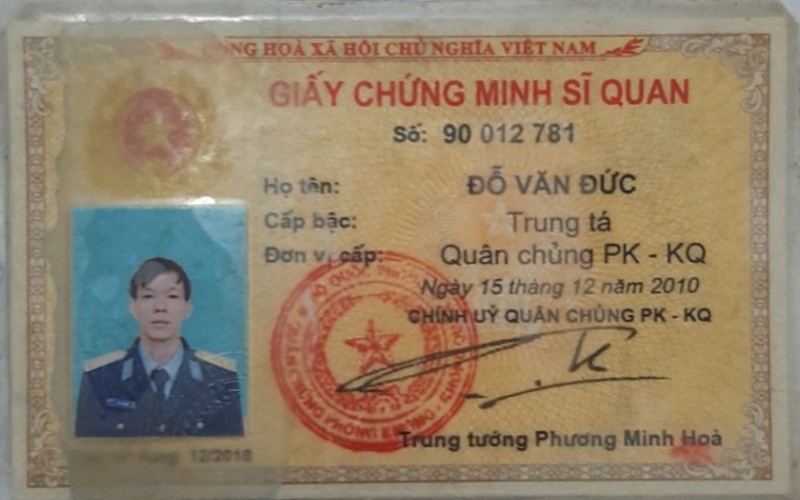 CỘNG HOÀ XÃ HỘI CHỦ NGHĨA VIỆT NAM
GIẤY CHỨNG MINH SĨ QUAN
Số: 90 012 781
Họ tên: ĐỖ VĂN ĐỨC
Cấp bậc: Trung tá
Đơn vị cấp: Quân chủng PK - KQ
Ngày 15 tháng 12 năm 2010
CHÍNH UỶ QUÂN CHỦNG PK - KQ
Trung tướng Phương Minh Hoà
12/2018